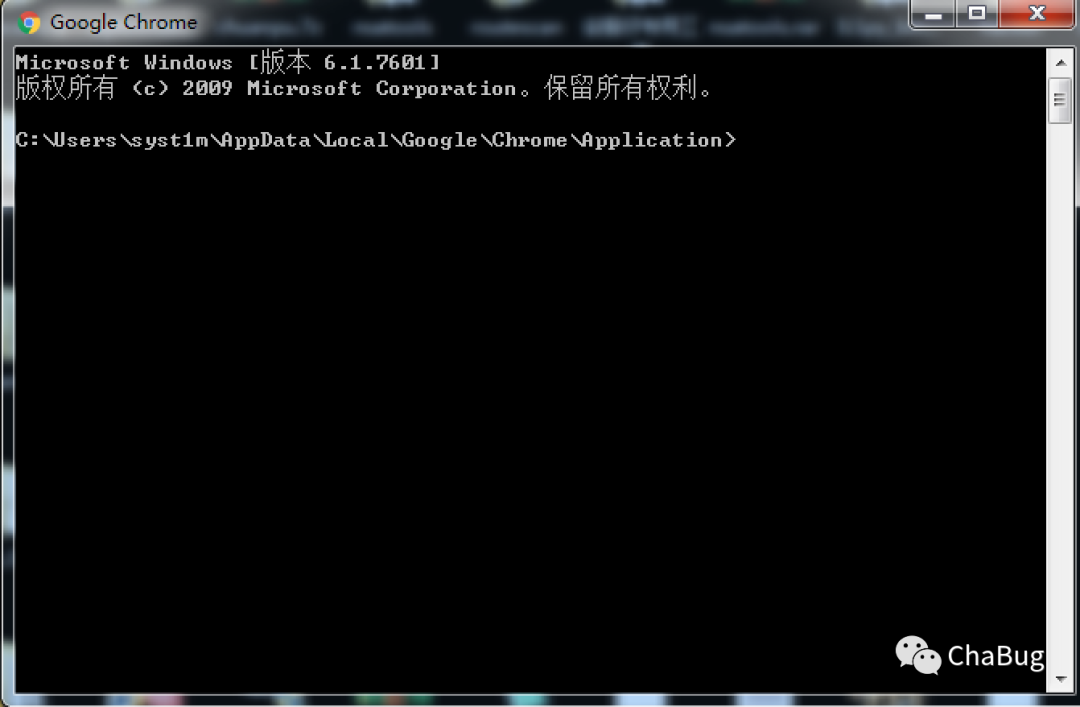 Google Chrome
Microsoft Windows [版本 6.1.7601]
版权所有 (c) 2009 Microsoft Corporation。保留所有权利。
C:\Users\syst1m\AppData\Local\Google\Chrome\Application>
ChaBug